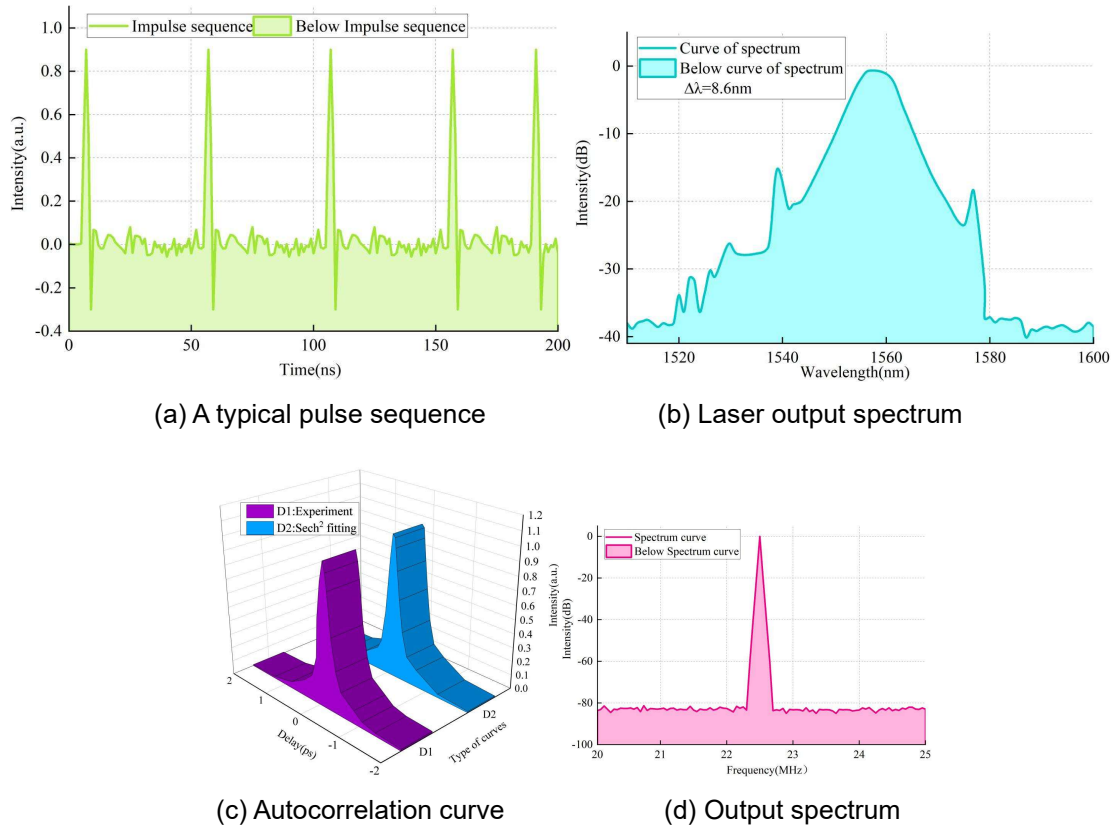 Impulse sequence
Below Impulse sequence
1.0
0.8
0.6
0.4
0.2
0.0
-0.2
-0.4
Intensity(a.u.)
0 50 100 150 200
Time(ns)
(a) A typical pulse sequence
Curve of spectrum
Below curve of spectrum
Δλ=8.6nm
0
-10
-20
-30
-40
Intensity(dB)
1520 1540 1560 1580 1600
Wavelength(nm)
(b) Laser output spectrum
D1:Experiment
D2:Sech² fitting
1.2
1.1
1.0
0.9
0.8
0.7
0.6
0.5
0.4
0.3
0.2
0.1
0.0
Intensity(a.u.)
2 1 0 -1 -2
Delay(ps)
D1 D2
Type of curves
(c) Autocorrelation curve
Spectrum curve
Below Spectrum curve
0
-20
-40
-60
-80
-100
Intensity(dB)
20 21 22 23 24 25
Frequency(MHz)
(d) Output spectrum